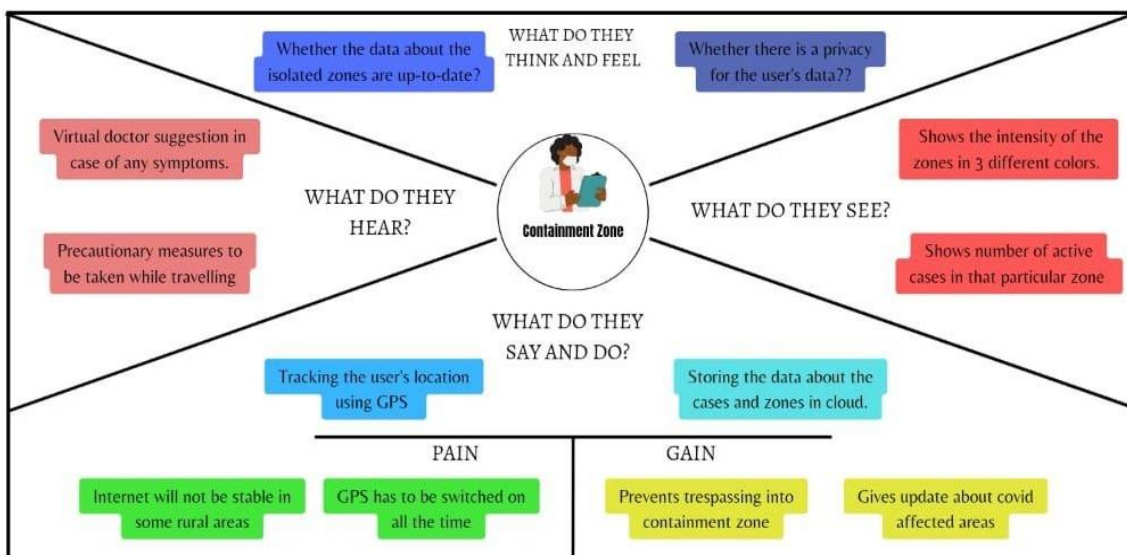 WHAT DO THEY
THINK AND FEEL
Whether the data about the
isolated zones are up-to-date?
Whether there is a privacy
for the user's data??
Virtual doctor suggestion in
case of any symptoms.
Precautionary measures to
be taken while travelling
WHAT DO THEY
HEAR?
Containment Zone
WHAT DO THEY SEE?
Shows the intensity of the
zones in 3 different colors.
Shows number of active
cases in that particular zone
WHAT DO THEY
SAY AND DO?
Tracking the user's location
using GPS
Storing the data about the
cases and zones in cloud.
PAIN
Internet will not be stable in
some rural areas
GPS has to be switched on
all the time
GAIN
Prevents trespassing into
containment zone
Gives update about covid
affected areas